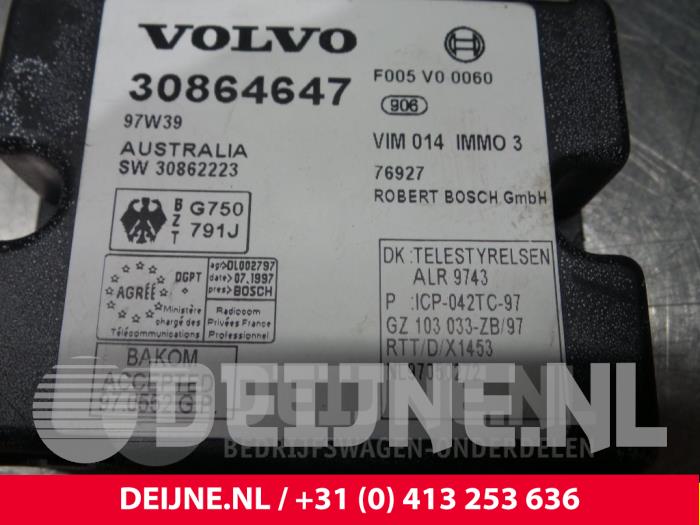 VOLVO
30864647
97W39
AUSTRALIA
SW 30862223
F005 V0 0060
906
VIM 014 IMMO 3
76927
ROBERT BOSCH GmbH
BZT
G750
791J
DGPT
AGRÉÉ
Ministère
chargé des
Télécommunications
agr>DL002797
date>07.1997
pres>BOSCH
Radiocom
Privées France
Professionnel
BAKOM
ACCEPTED
DK :TELESTYRELSEN
ALR 9743
P :ICP-042TC-97
GZ 103 033-ZB/97
RTT/D/X1453
DEIJNE.NL
BEDRIJFSWAGEN-ONDERDELEN
DEIJNE.NL / +31 (0) 413 253 636